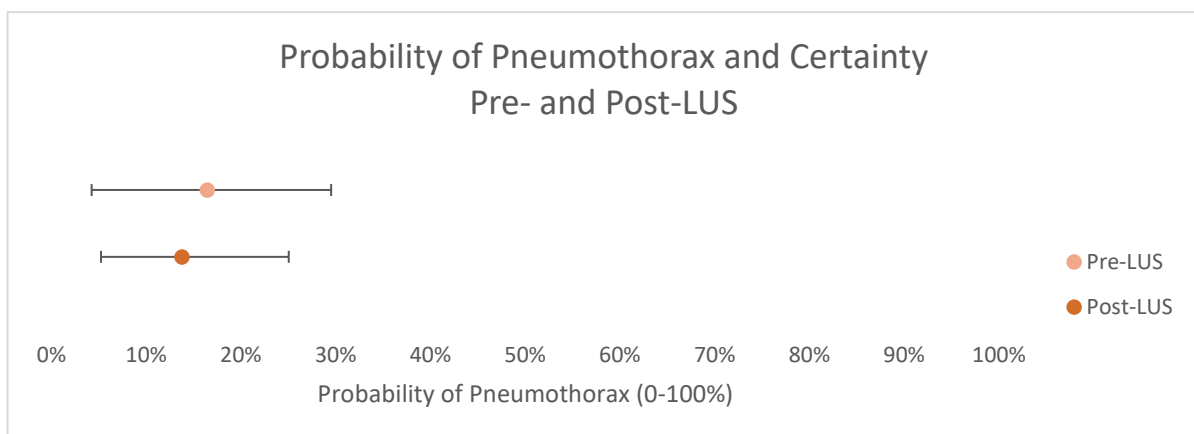 Probability of Pneumothorax and Certainty
Pre- and Post-LUS
Pre-LUS
Post-LUS
0% 10% 20% 30% 40% 50% 60% 70% 80% 90% 100%
Probability of Pneumothorax (0-100%)